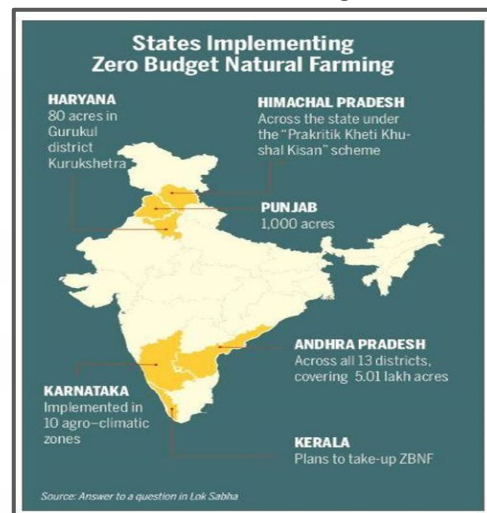 States Implementing
Zero Budget Natural Farming
HARYANA
80 acres in
Gurukul
district
Kurukshetra
HIMACHAL PRADESH
Across the state under
the “Prakritik Kheti Khu-
shal Kisan” scheme
PUNJAB
1,000 acres
ANDHRA PRADESH
Across all 13 districts,
covering 5.01 lakh acres
KARNATAKA
Implemented in
10 agro–climatic
zones
KERALA
Plans to take-up ZBNF
Source: Answer to a question in Lok Sabha